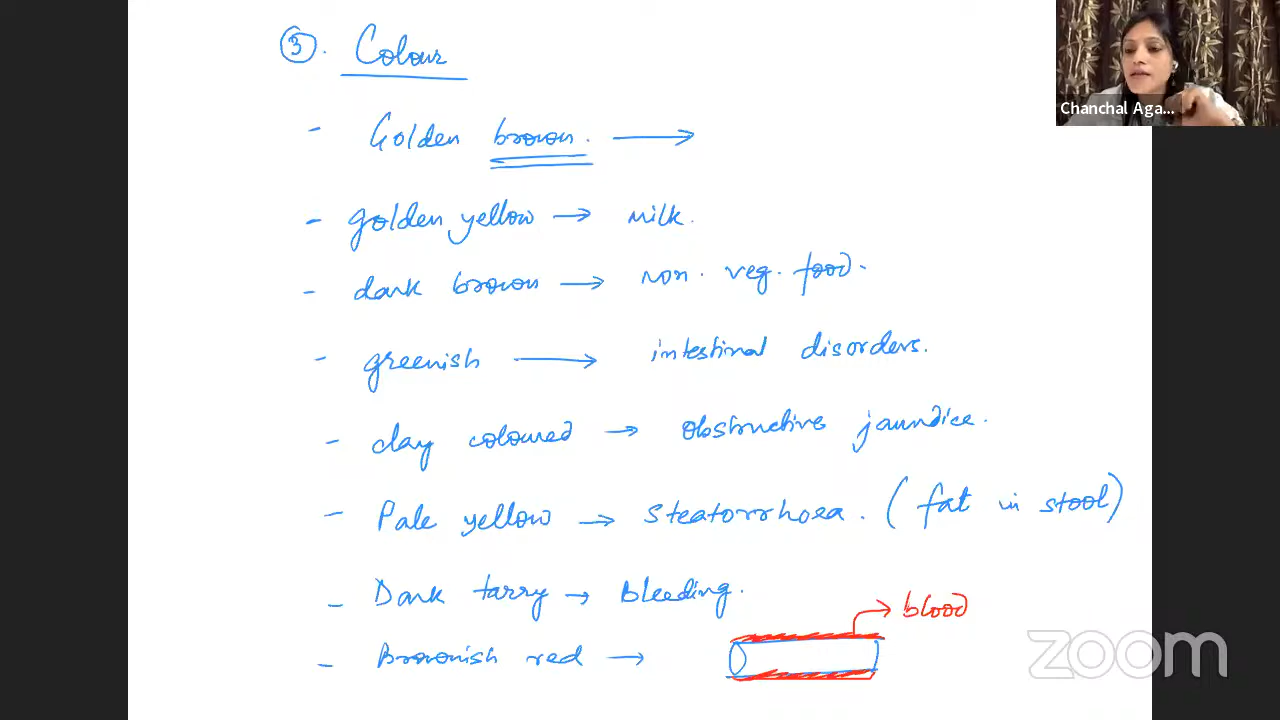 ③. Colour
Chanchal Aga...
- Golden brown. →
- golden yellow → milk.
- dark brown → non. veg. food.
- greenish → intestinal disorders.
- clay coloured → obstructive jaundice.
- Pale yellow → steatorrhoea. (fat in stool)
- Dark tarry → Bleeding.
→ blood
- Brownish red →
zoom